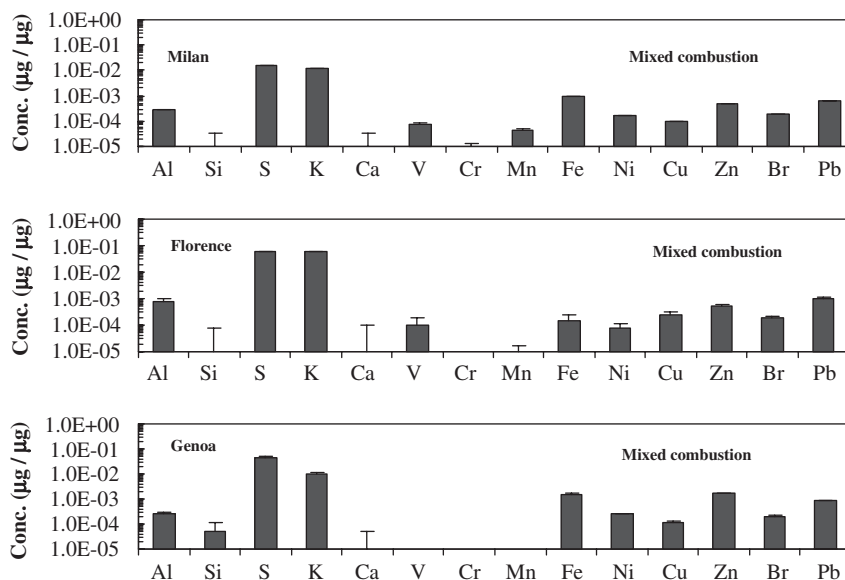 Conc. (µg / µg)
1.0E+00
1.0E-01
1.0E-02
1.0E-03
1.0E-04
1.0E-05
Milan
Mixed combustion
Al Si S K Ca V Cr Mn Fe Ni Cu Zn Br Pb
Conc. (µg / µg)
1.0E+00
1.0E-01
1.0E-02
1.0E-03
1.0E-04
1.0E-05
Florence
Mixed combustion
Al Si S K Ca V Cr Mn Fe Ni Cu Zn Br Pb
Conc. (µg / µg)
1.0E+00
1.0E-01
1.0E-02
1.0E-03
1.0E-04
1.0E-05
Genoa
Mixed combustion
Al Si S K Ca V Cr Mn Fe Ni Cu Zn Br Pb